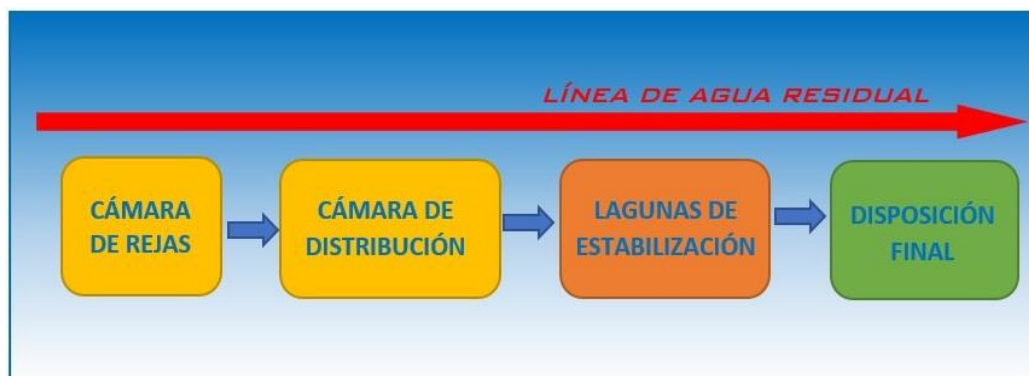 LÍNEA DE AGUA RESIDUAL
CÁMARA
DE REJAS
CÁMARA DE
DISTRIBUCIÓN
LAGUNAS DE
ESTABILIZACIÓN
DISPOSICIÓN
FINAL